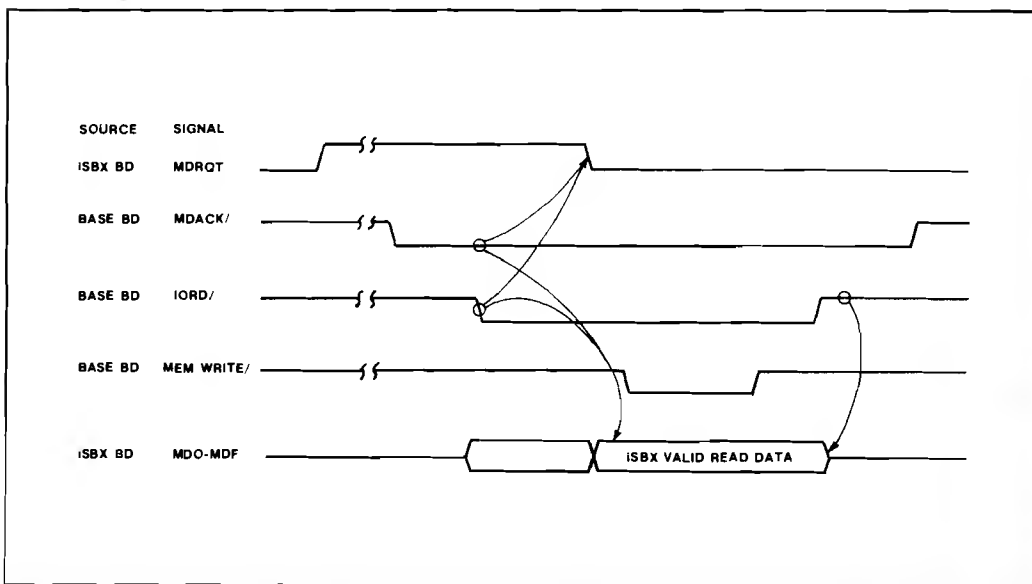 SOURCE SIGNAL
iSBX BD MDRQT
BASE BD MDACK/
BASE BD IORD/
BASE BD MEM WRITE/
iSBX BD MDO-MDF
iSBX VALID READ DATA